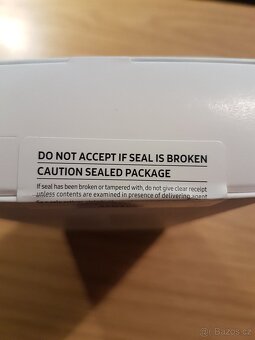 DO NOT ACCEPT IF SEAL IS BROKEN
CAUTION SEALED PACKAGE
If seal has been broken or tampered with, do not give clear receipt
unless contents are examined in presence of delivering agent
© Bazos.cz